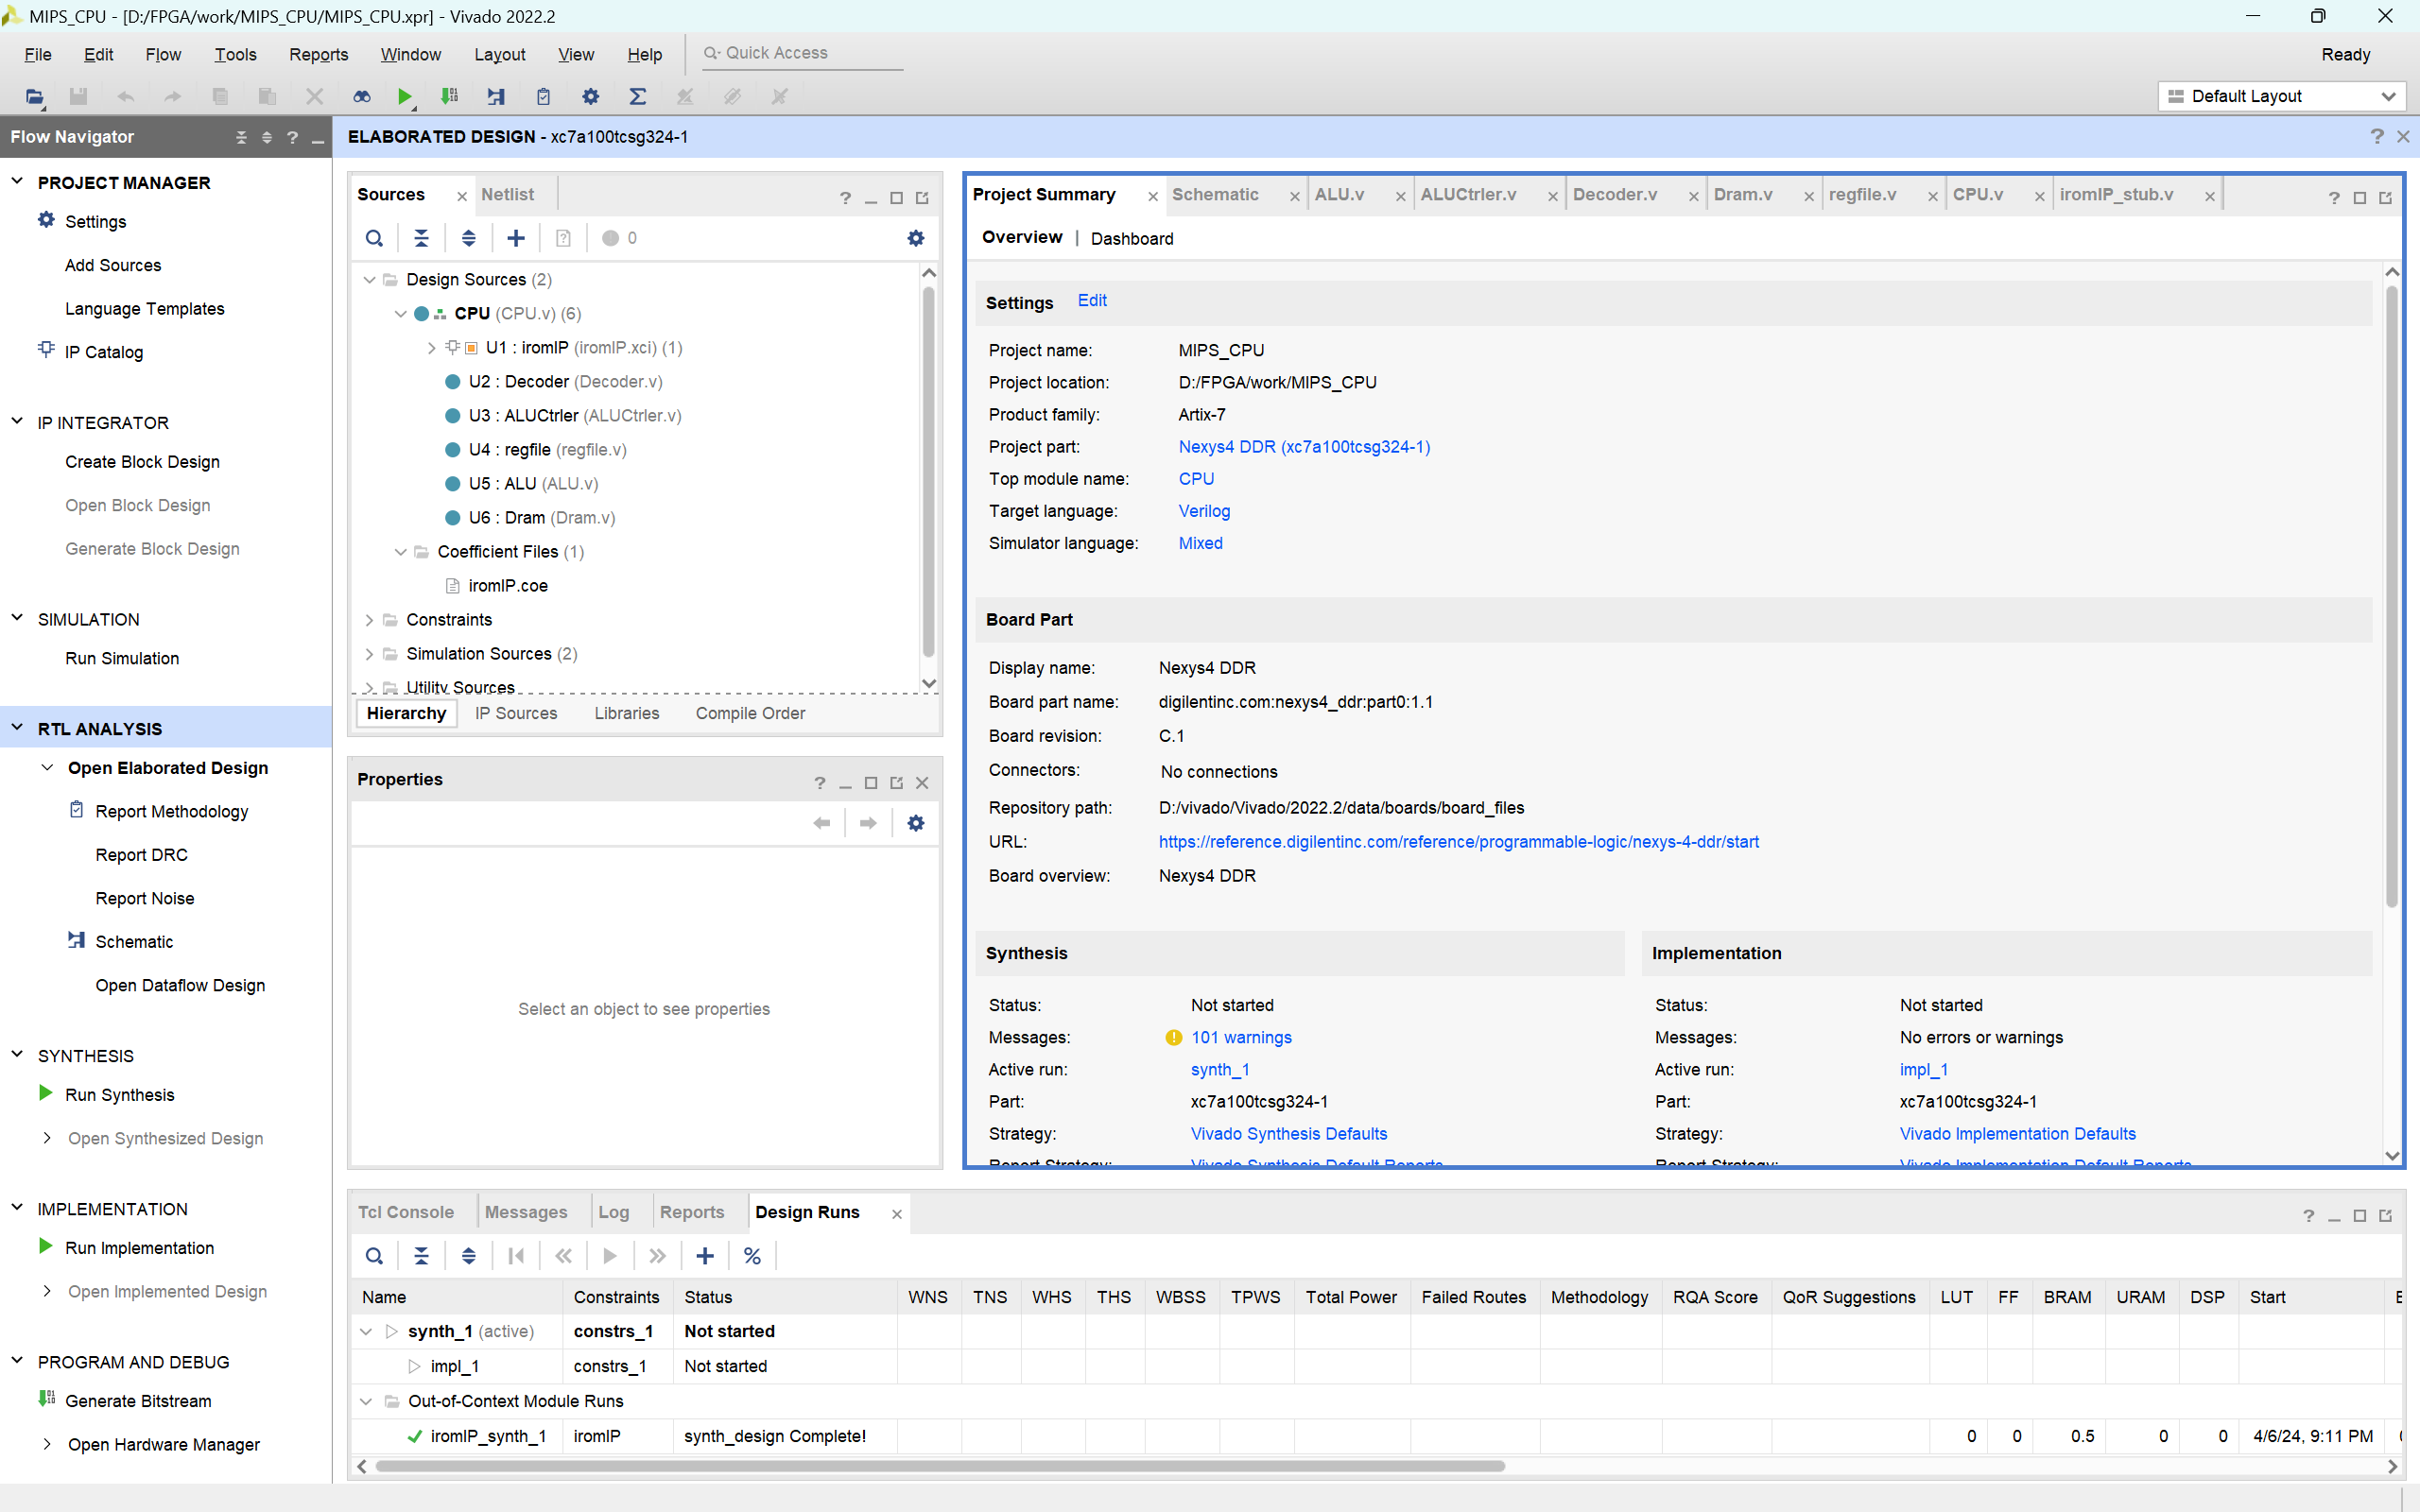 MIPS_CPU - [D:/FPGA/work/MIPS_CPU/MIPS_CPU.xpr] - Vivado 2022.2
File Edit Flow Tools Reports Window Layout View Help Quick Access Ready
Default Layout
Flow Navigator
ELABORATED DESIGN - xc7a100tcsg324-1
PROJECT MANAGER
Settings
Add Sources
Language Templates
IP Catalog
IP INTEGRATOR
Create Block Design
Open Block Design
Generate Block Design
SIMULATION
Run Simulation
RTL ANALYSIS
Open Elaborated Design
Report Methodology
Report DRC
Report Noise
Schematic
Open Dataflow Design
SYNTHESIS
Run Synthesis
Open Synthesized Design
IMPLEMENTATION
Run Implementation
Open Implemented Design
PROGRAM AND DEBUG
Generate Bitstream
Open Hardware Manager
Sources Netlist
0
Design Sources (2)
CPU (CPU.v) (6)
U1 : iromIP (iromIP.xci) (1)
U2 : Decoder (Decoder.v)
U3 : ALUCtrler (ALUCtrler.v)
U4 : regfile (regfile.v)
U5 : ALU (ALU.v)
U6 : Dram (Dram.v)
Coefficient Files (1)
iromIP.coe
Constraints
Simulation Sources (2)
Utility Sources
Hierarchy IP Sources Libraries Compile Order
Properties
Select an object to see properties
Project Summary Schematic ALU.v ALUCtrler.v Decoder.v Dram.v regfile.v CPU.v iromIP_stub.v
Overview | Dashboard
Settings Edit
Project name: MIPS_CPU
Project location: D:/FPGA/work/MIPS_CPU
Product family: Artix-7
Project part: Nexys4 DDR (xc7a100tcsg324-1)
Top module name: CPU
Target language: Verilog
Simulator language: Mixed
Board Part
Display name: Nexys4 DDR
Board part name: digilentinc.com:nexys4_ddr:part0:1.1
Board revision: C.1
Connectors: No connections
Repository path: D:/vivado/Vivado/2022.2/data/boards/board_files
URL: https://reference.digilentinc.com/reference/programmable-logic/nexys-4-ddr/start
Board overview: Nexys4 DDR
Synthesis
Status: Not started
Messages: 101 warnings
Active run: synth_1
Part: xc7a100tcsg324-1
Strategy: Vivado Synthesis Defaults
Report Strategy: Vivado Synthesis Default Reports
Implementation
Status: Not started
Messages: No errors or warnings
Active run: impl_1
Part: xc7a100tcsg324-1
Strategy: Vivado Implementation Defaults
Report Strategy: Vivado Implementation Default Reports
Tcl Console Messages Log Reports Design Runs
Name Constraints Status WNS TNS WHS THS WBSS TPWS Total Power Failed Routes Methodology RQA Score QoR Suggestions LUT FF BRAM URAM DSP Start
synth_1 (active) constrs_1 Not started
impl_1 constrs_1 Not started
Out-of-Context Module Runs
iromIP_synth_1 iromIP synth_design Complete! 0 0 0.5 0 0 4/6/24, 9:11 PM